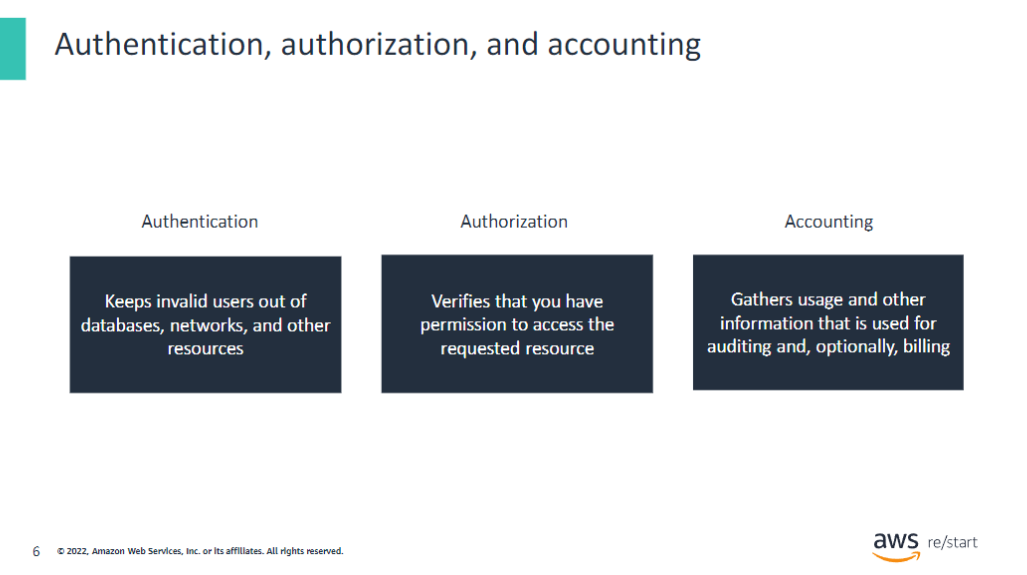 Authentication, authorization, and accounting
Authentication
Keeps invalid users out of
databases, networks, and other
resources
Authorization
Verifies that you have
permission to access the
requested resource
Accounting
Gathers usage and other
information that is used for
auditing and, optionally, billing
6
© 2022, Amazon Web Services, Inc. or its affiliates. All rights reserved.
aws re/start